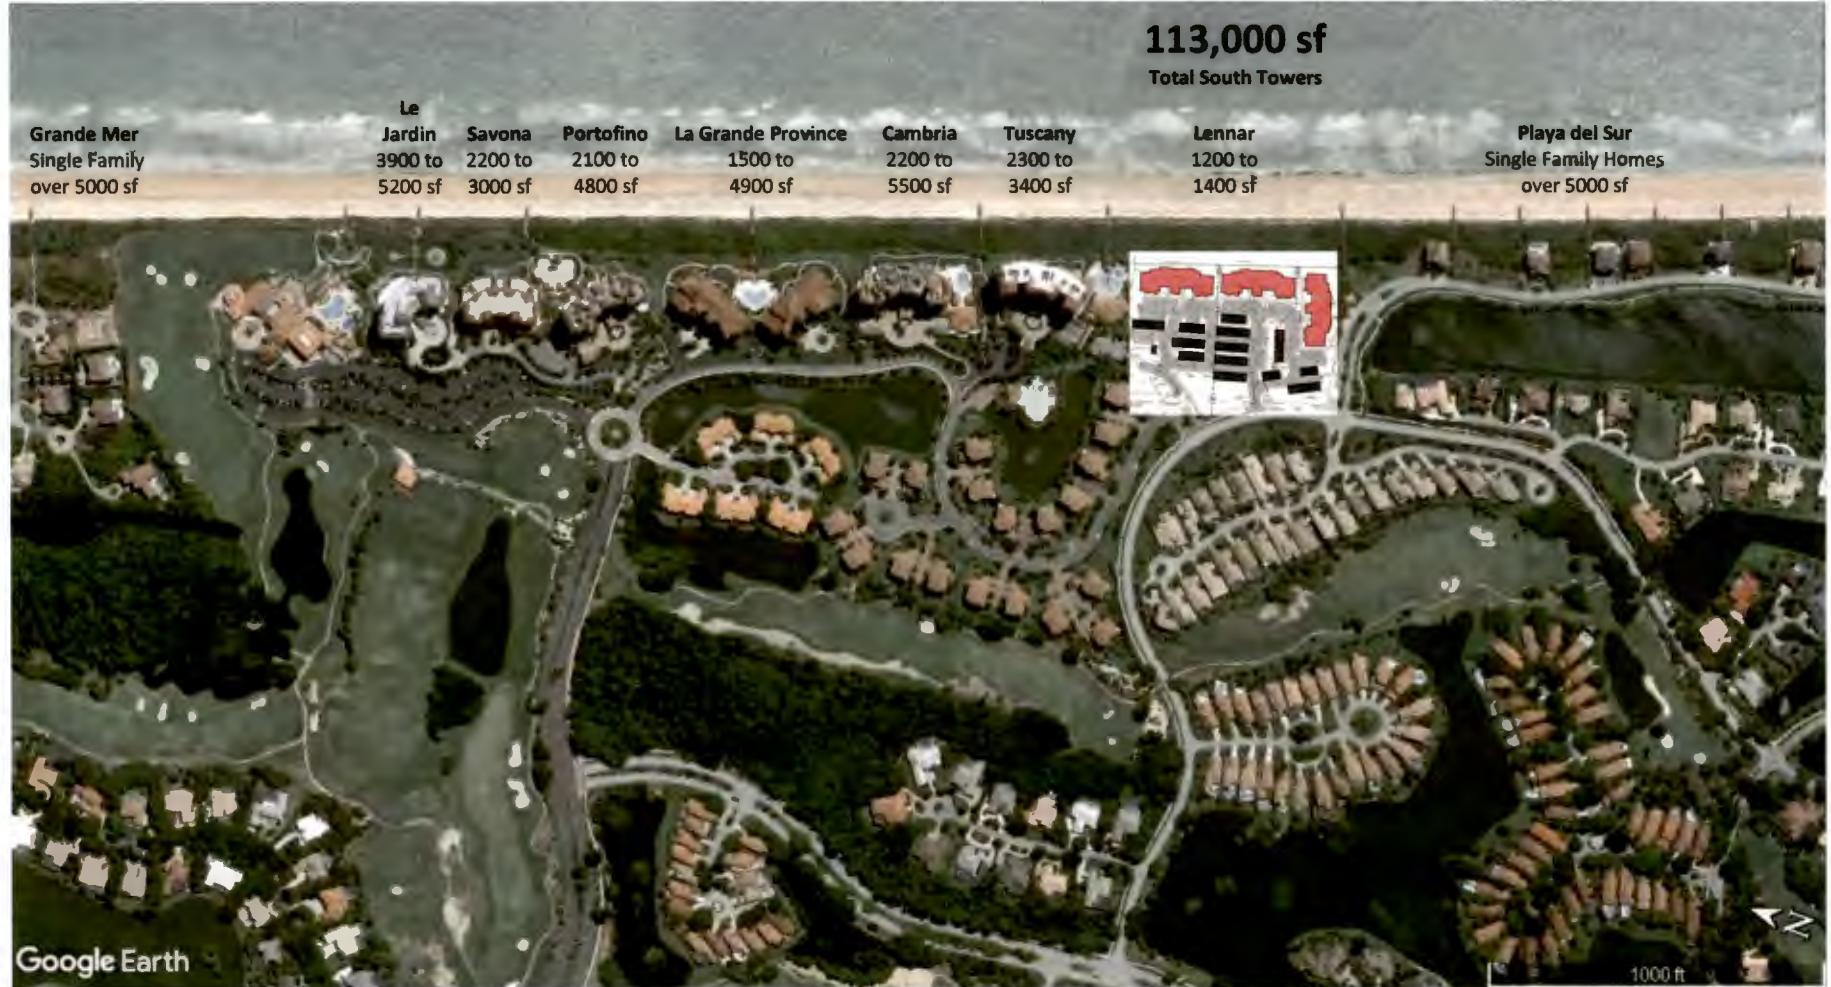 113,000 sf
Total South Towers
Grande Mer
Single Family
over 5000 sf
Le
Jardin
3900 to
5200 sf
Savona
2200 to
3000 sf
Portofino
2100 to
4800 sf
La Grande Province
1500 to
4900 sf
Cambria
2200 to
5500 sf
Tuscany
2300 to
3400 sf
Lennar
1200 to
1400 sf
Playa del Sur
Single Family Homes
over 5000 sf
N
Google Earth
1000 ft